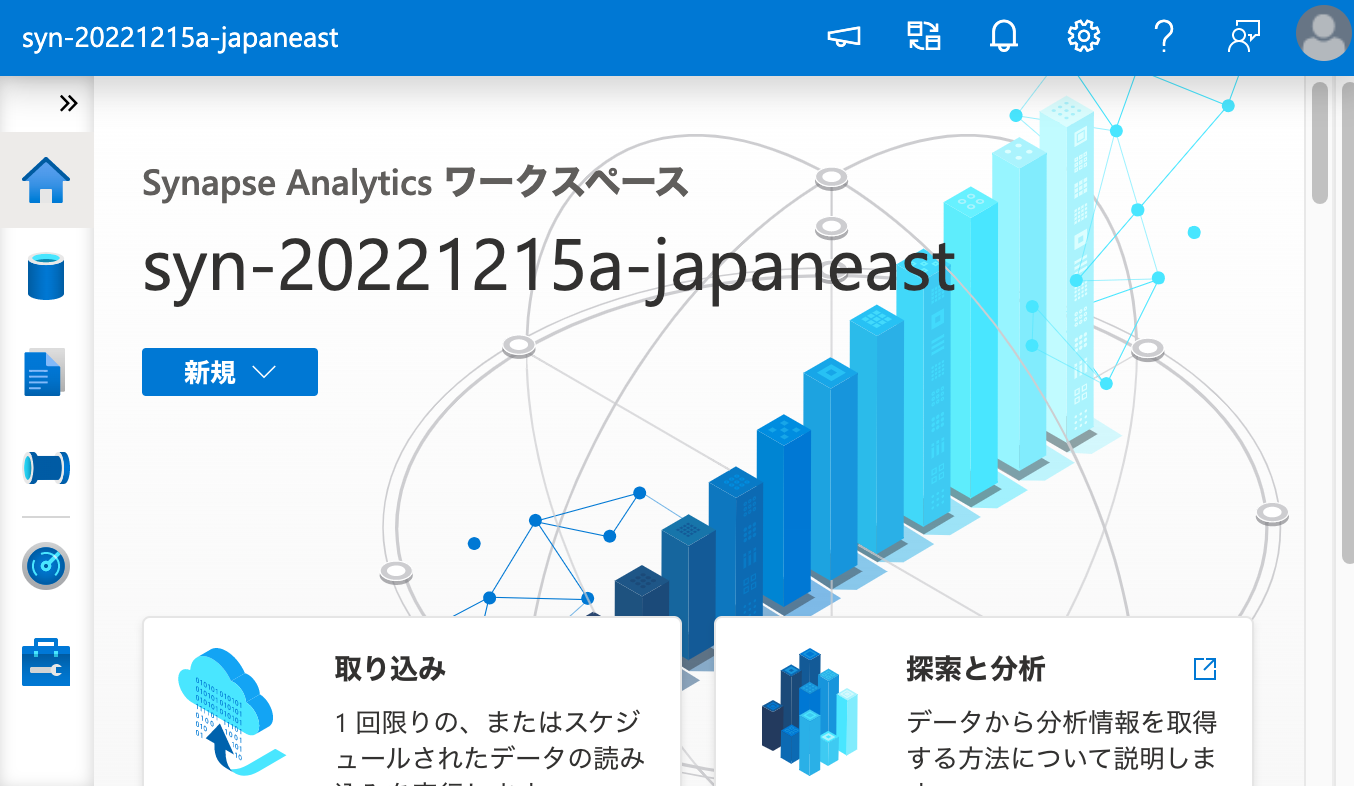 syn-20221215a-japaneast
Synapse Analytics ワークスペース
syn-20221215a-japaneast
新規
取り込み
1 回限りの、またはスケジ
ュールされたデータの読み
探索と分析
データから分析情報を取得
する方法について説明しま